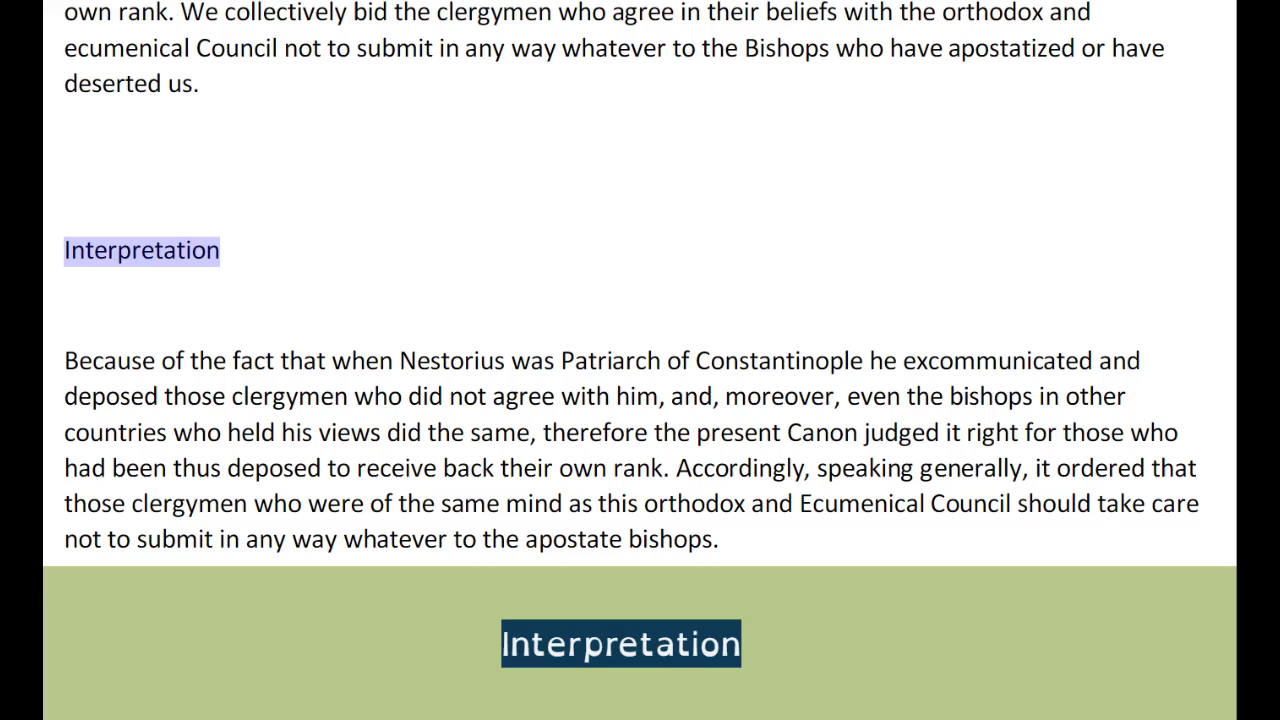 own rank. We collectively bid the clergymen who agree in their beliefs with the orthodox and
ecumenical Council not to submit in any way whatever to the Bishops who have apostatized or have
deserted us.
Interpretation
Because of the fact that when Nestorius was Patriarch of Constantinople he excommunicated and
deposed those clergymen who did not agree with him, and, moreover, even the bishops in other
countries who held his views did the same, therefore the present Canon judged it right for those who
had been thus deposed to receive back their own rank. Accordingly, speaking generally, it ordered that
those clergymen who were of the same mind as this orthodox and Ecumenical Council should take care
not to submit in any way whatever to the apostate bishops.
Interpretation